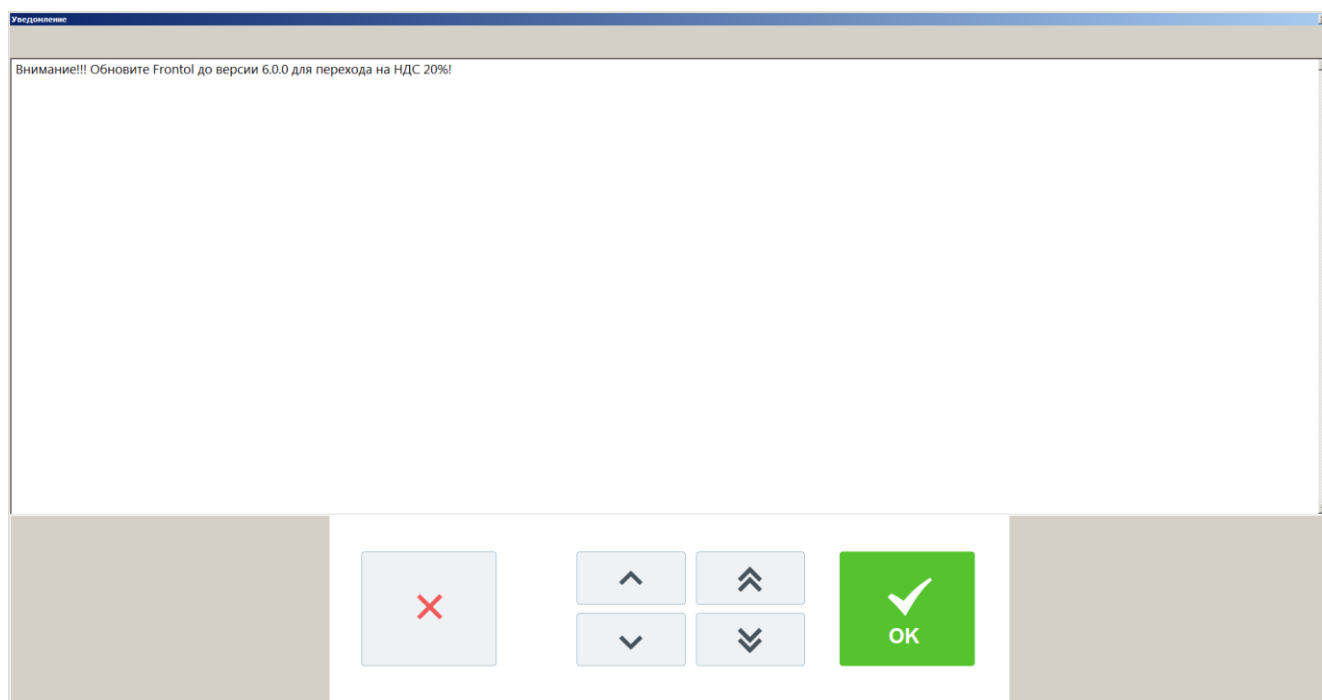 Уведомление
Внимание!!! Обновите Frontol до версии 6.0.0 для перехода на НДС 20%!
OK